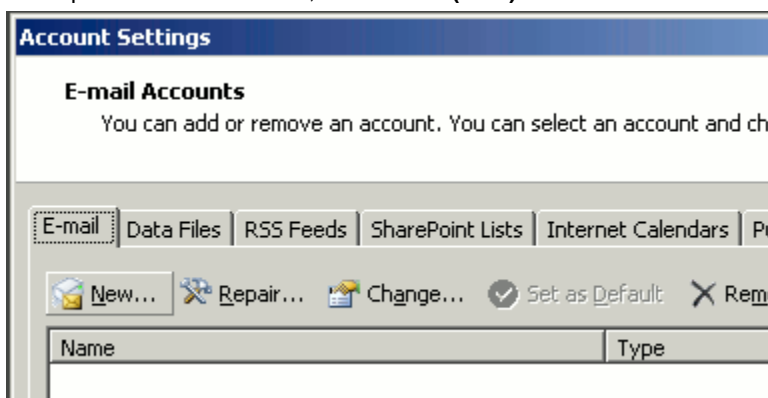 Account Settings
E-mail Accounts
You can add or remove an account. You can select an account and ch
E-mail Data Files RSS Feeds SharePoint Lists Internet Calendars
New... Repair... Change... Set as Default Rem
Name Type